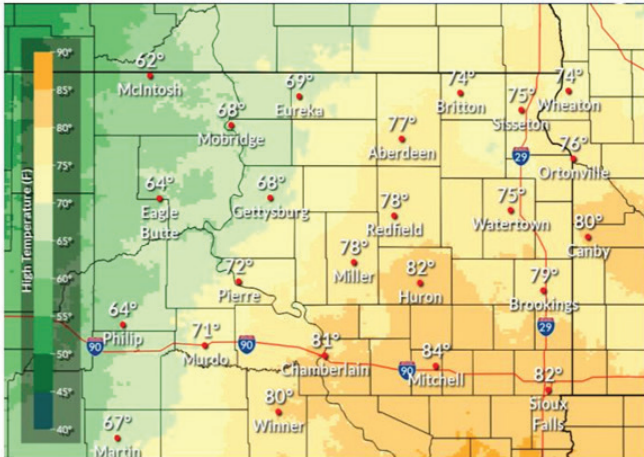 90°
85°
80°
75°
70°
65°
60°
55°
50°
45°
40°
High Temperature (F)
62°
McIntosh
69°
Eureka
74°
Britton
75°
Sisseton
74°
Wheaton
68°
Mobridge
77°
Aberdeen
29
76°
Ortonville
64°
Eagle
Butte
68°
Gettysburg
78°
Redfield
75°
Watertown
80°
Canby
72°
Pierre
78°
Miller
82°
Huron
79°
Brookings
64°
Philip
90
71°
Murdo
90
81°
Chamberlain
90
84°
Mitchell
29
82°
Sioux
Falls
67°
Martin
80°
Winner